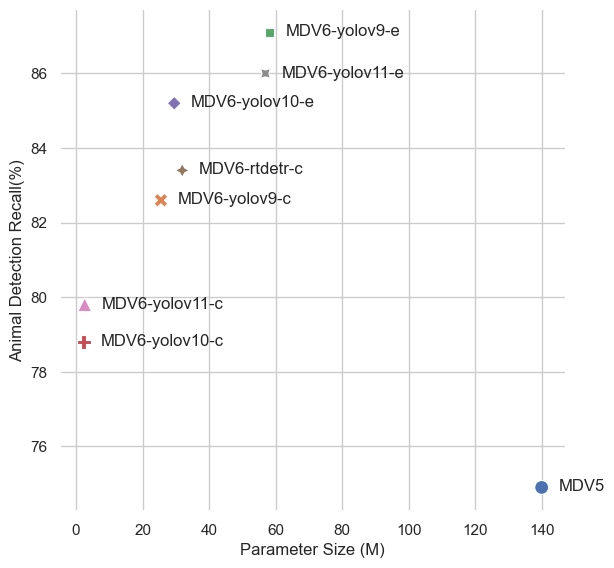 MDV6-yolov9-e
MDV6-yolov11-e
86
MDV6-yolov10-e
84
MDV6-rtdetr-c
MDV6-yolov9-c
82
80
MDV6-yolov11-c
MDV6-yolov10-c
78
76
MDV5
Animal Detection Recall(%)
0 20 40 60 80 100 120 140
Parameter Size (M)